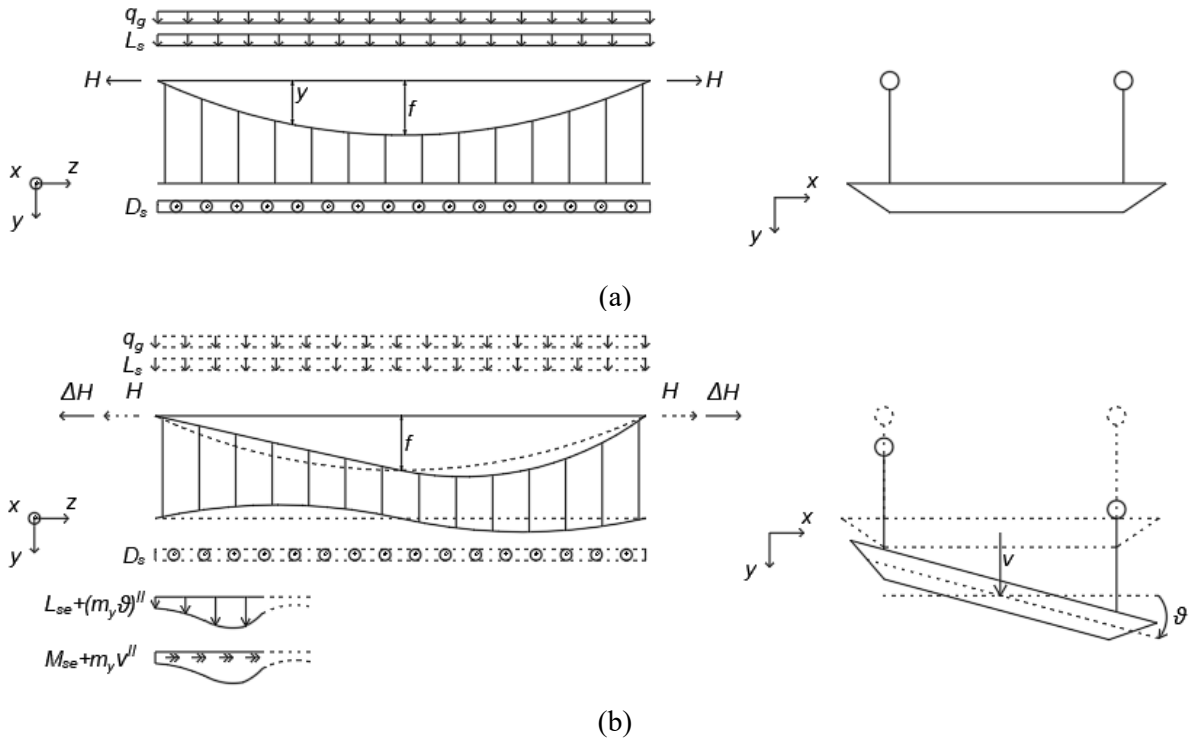 q_g
L_s
H H
y f
x z
y
D_s
x
y
(a)
q_g
L_s
ΔH H H ΔH
f
x z
y
D_s
x
y
v
ϑ
L_se+(m_yϑ)^II
M_se+m_yv^II
(b)